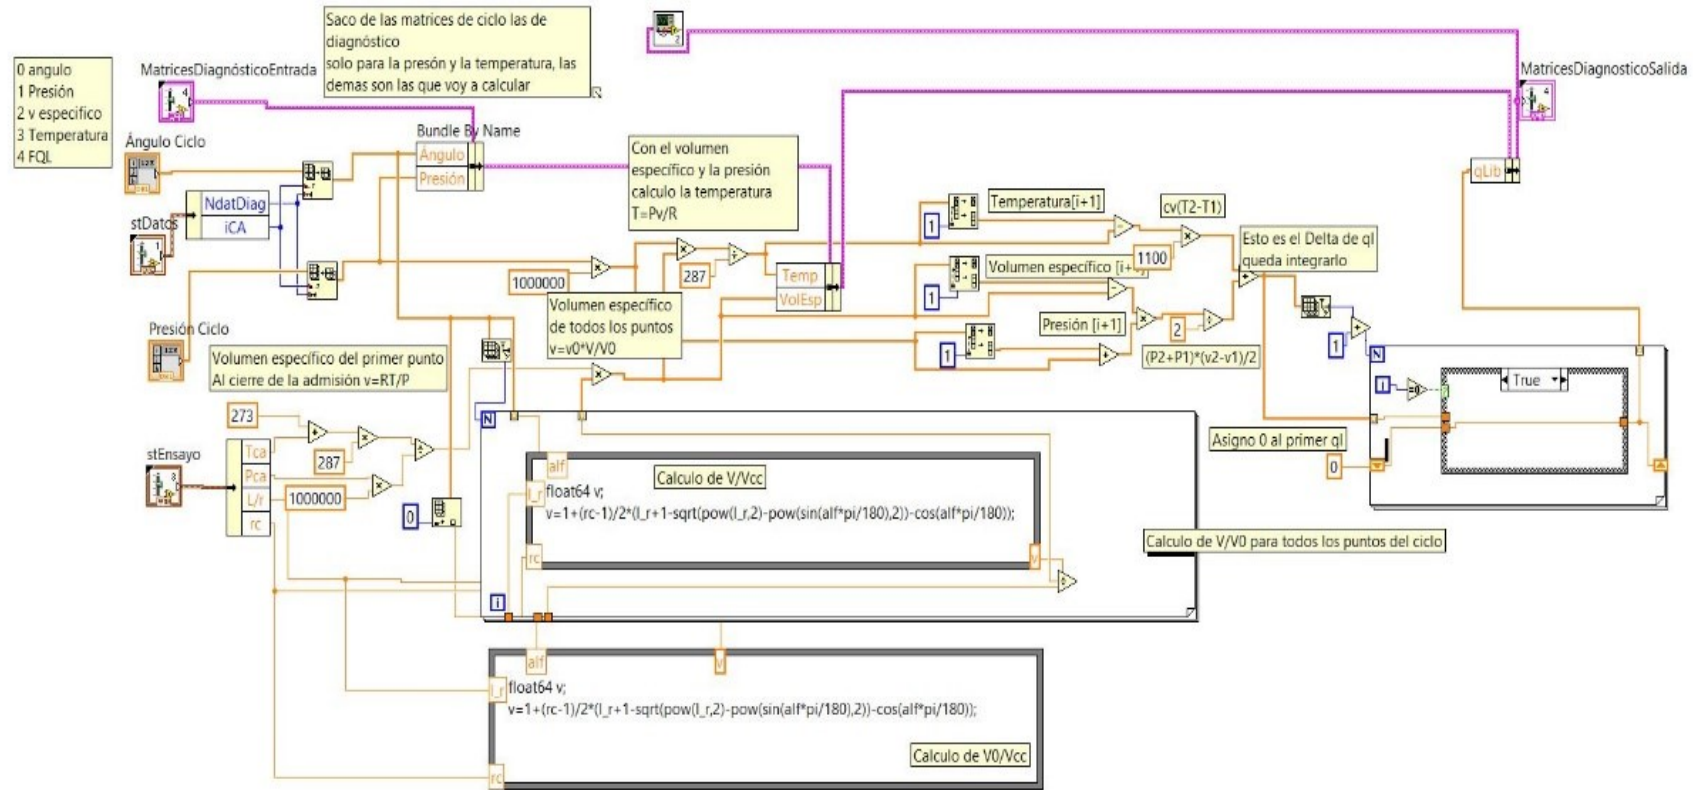 Saco de las matrices de ciclo las de
diagnóstico
solo para la presón y la temperatura, las
demas son las que voy a calcular
0 angulo
1 Presión
2 v especifico
3 Temperatura
4 FQL
MatricesDiagnósticoEntrada
4
2
MatricesDiagnosticoSalida
4
Ángulo Ciclo
Bundle By Name
Ángulo
Presión
Con el volumen
específico y la presión
calculo la temperatura
T=Pv/R
qLib
stDatos
1
NdatDiag
iCA
1
Temperatura[i+1]
cv(T2-T1)
1100
Esto es el Delta de ql
queda integrarlo
1000000
287
Temp
VolEsp
1
Volumen específico [i+
Volumen específico
de todos los puntos
v=v0*V/V0
1
Presión [i+1]
2
(P2+P1)*(v2-v1)/2
1
Presión Ciclo
Volumen específico del primer punto
Al cierre de la admisión v=RT/P
N
i
=0
True
Asigno 0 al primer ql
0
273
287
stEnsayo
3
Tca
Pca
L/r
rc
1000000
0
N
alf
Calculo de V/Vcc
l_r
float64 v;
v=1+(rc-1)/2*(l_r+1-sqrt(pow(l_r,2)-pow(sin(alf*pi/180),2))-cos(alf*pi/180));
rc
v
i
Calculo de V/V0 para todos los puntos del ciclo
alf
v
l_r
float64 v;
v=1+(rc-1)/2*(l_r+1-sqrt(pow(l_r,2)-pow(sin(alf*pi/180),2))-cos(alf*pi/180));
rc
Calculo de V0/Vcc